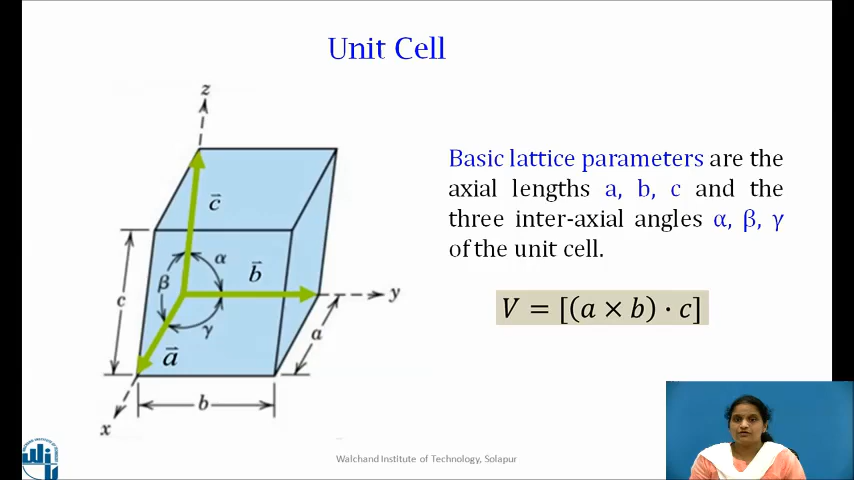 Unit Cell
z
c⃗
α
b⃗
β
y
c
γ
a
a⃗
b
x
Basic lattice parameters are the
axial lengths a, b, c and the
three inter-axial angles α, β, γ
of the unit cell.
V = [(a × b) · c]
Walchand Institute of Technology, Solapur